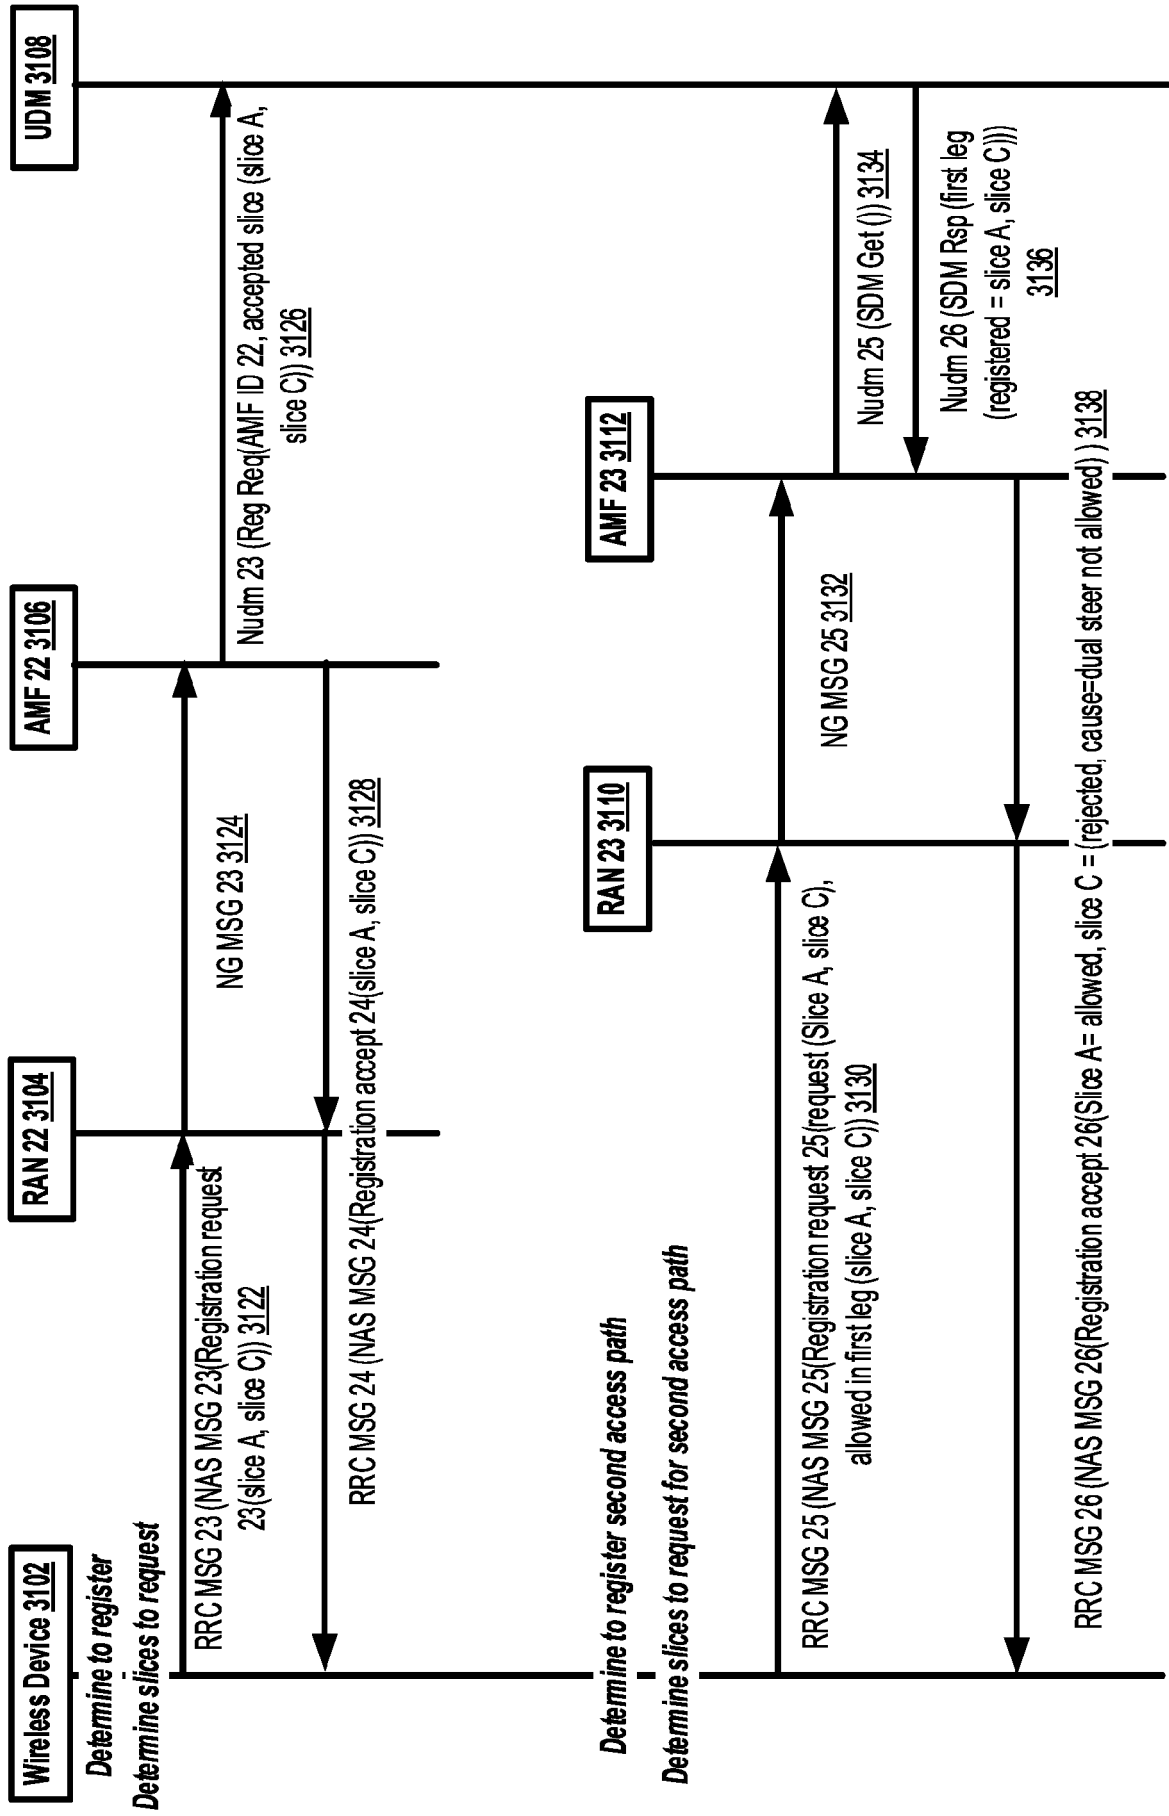 Wireless Device 3102
RAN 22 3104
AMF 22 3106
UDM 3108
Determine to register
Determine slices to request
RRC MSG 23 (NAS MSG 23(Registration request
23(slice A, slice C)) 3122
NG MSG 23 3124
Nudm 23 (Reg Req(AMF ID 22, accepted slice (slice A,
slice C)) 3126
RRC MSG 24 (NAS MSG 24(Registration accept 24(slice A, slice C)) 3128
RAN 23 3110
AMF 23 3112
Determine to register second access path
Determine slices to request for second access path
RRC MSG 25 (NAS MSG 25(Registration request 25(request (Slice A, slice C),
allowed in first leg (slice A, slice C)) 3130
NG MSG 25 3132
Nudm 25 (SDM Get ()) 3134
Nudm 26 (SDM Rsp (first leg
(registered = slice A, slice C)))
3136
RRC MSG 26 (NAS MSG 26(Registration accept 26(Slice A= allowed, slice C = (rejected, cause=dual steer not allowed) ) 3138